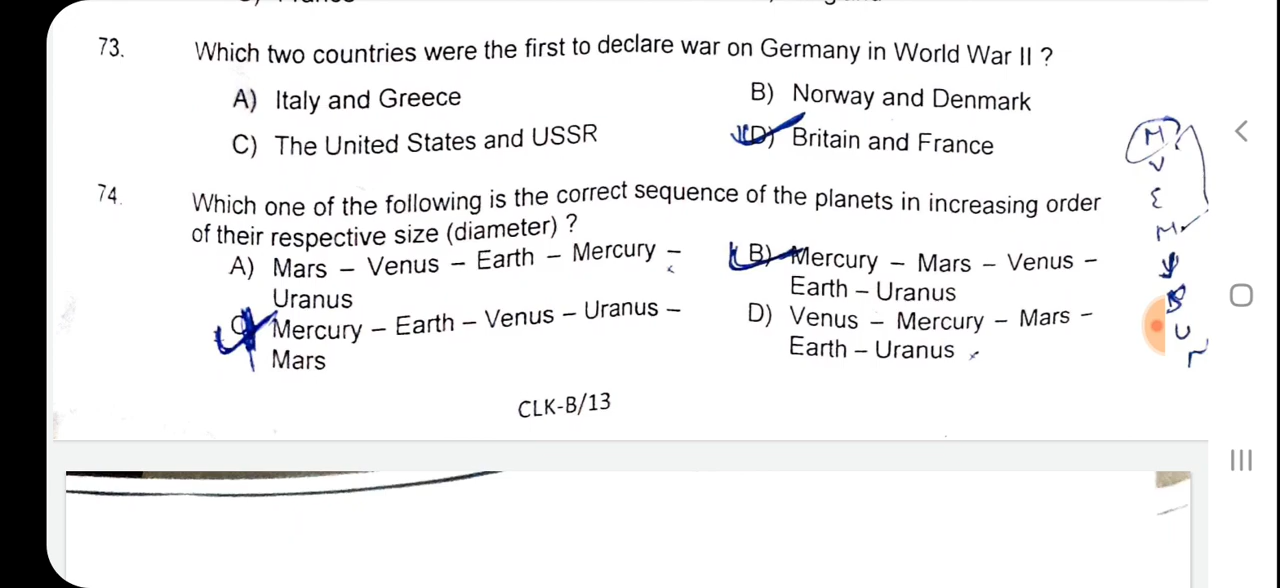 73. Which two countries were the first to declare war on Germany in World War II ?
A) Italy and Greece
B) Norway and Denmark
C) The United States and USSR
D) Britain and France
74. Which one of the following is the correct sequence of the planets in increasing order
of their respective size (diameter) ?
A) Mars – Venus – Earth – Mercury –
Uranus
B) Mercury – Mars – Venus –
Earth – Uranus
C) Mercury – Earth – Venus – Uranus –
Mars
D) Venus – Mercury – Mars –
Earth – Uranus
CLK-B/13
M
V
E
M
U